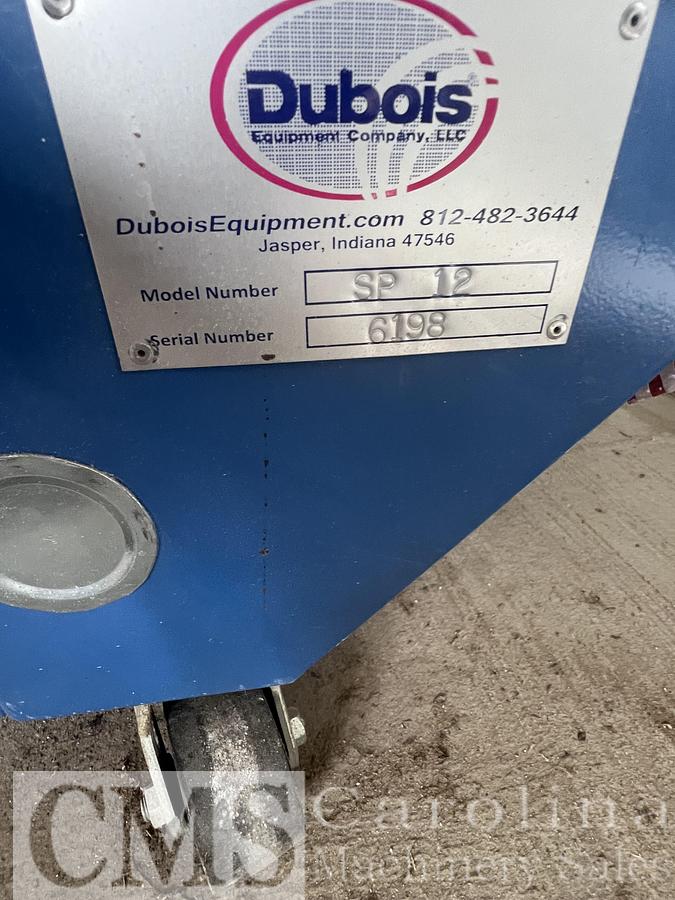 Dubois
Equipment Company, LLC
DuboisEquipment.com 812-482-3644
Jasper, Indiana 47546
Model Number SP 12
Serial Number 6198
CMS Carolina
Machinery Sales